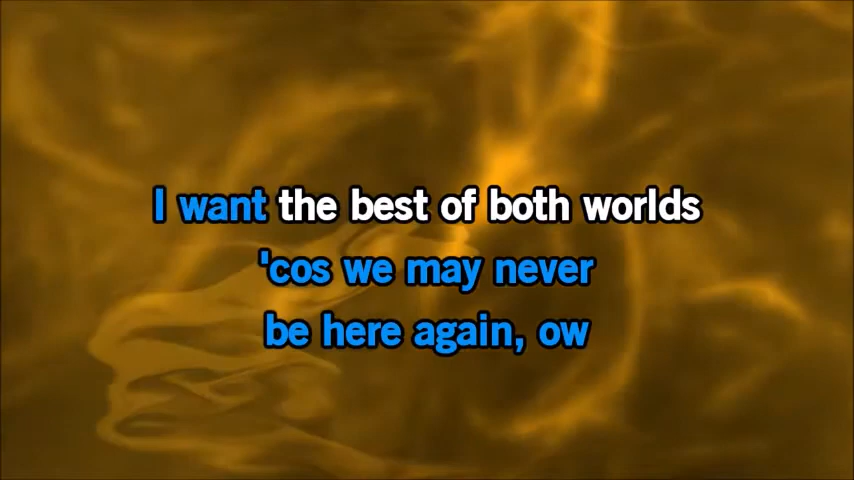 I want the best of both worlds
'cos we may never
be here again, ow